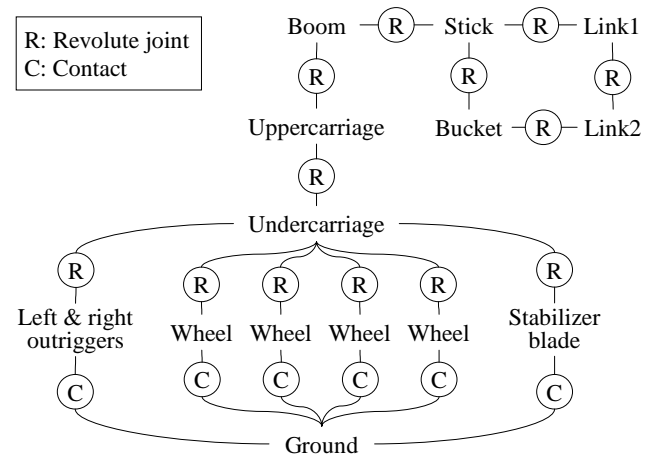 R: Revolute joint
C: Contact
Boom R Stick R Link1
R R R
Uppercarriage Bucket R Link2
R
Undercarriage
R R R R R R
Left & right
outriggers
Wheel Wheel Wheel Wheel
Stabilizer
blade
C C C C C C
Ground